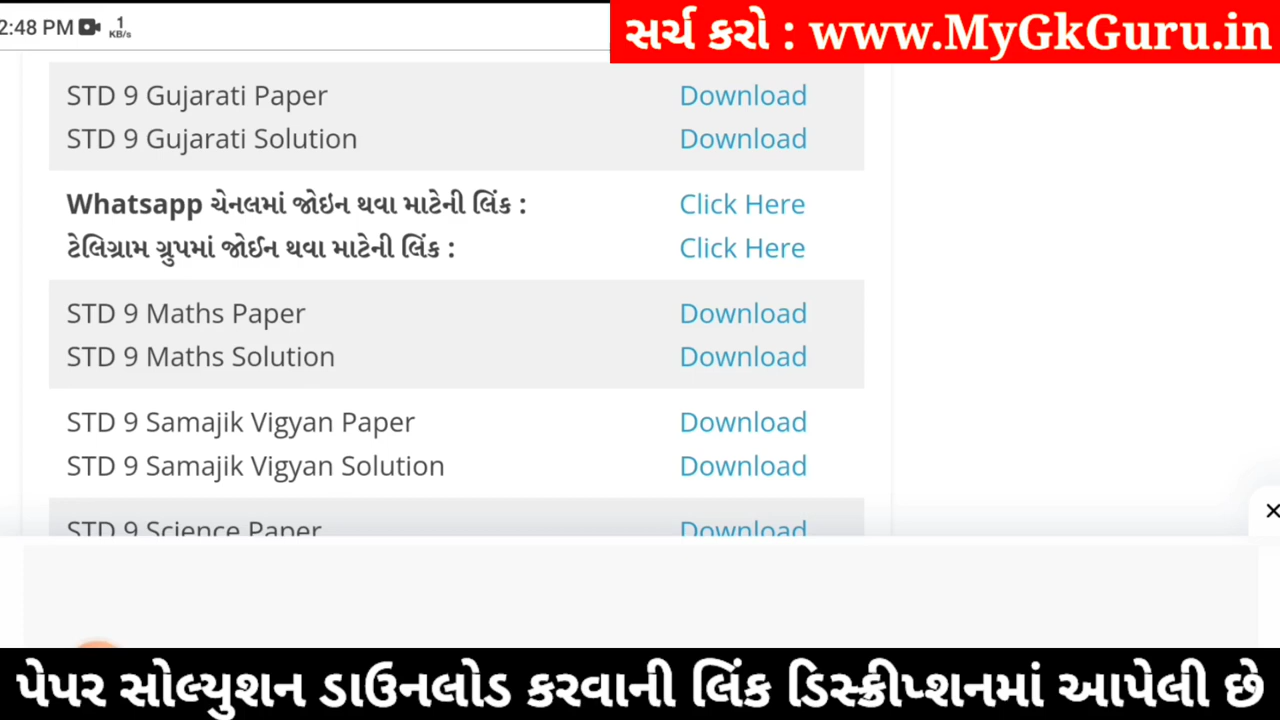 2:48 PM 1 KB/s
સર્ચ કરો : www.MyGkGuru.in
STD 9 Gujarati Paper Download
STD 9 Gujarati Solution Download
Whatsapp ચેનલમાં જોઇન થવા માટેની લિંક : Click Here
ટેલિગ્રામ ગ્રુપમાં જોઈન થવા માટેની લિંક : Click Here
STD 9 Maths Paper Download
STD 9 Maths Solution Download
STD 9 Samajik Vigyan Paper Download
STD 9 Samajik Vigyan Solution Download
STD 9 Science Paper Download
પેપર સોલ્યુશન ડાઉનલોડ કરવાની લિંક ડિસ્ક્રીપ્શનમાં આપેલી છે